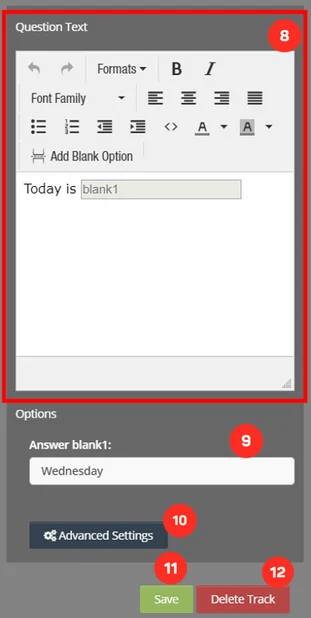 Question Text
8
Formats
B
I
Font Family
A
A
Add Blank Option
Today is blank1
Options
Answer blank1:
9
Wednesday
10
Advanced Settings
11
12
Save
Delete Track